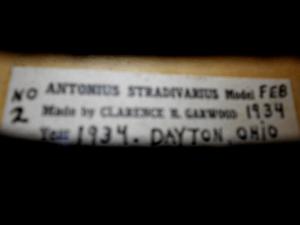 NO ANTONIUS STRADIVARIUS Model FEB
2 Made by CLARENCE H. GARWOOD 1934
Year 1934. DAYTON, OHIO